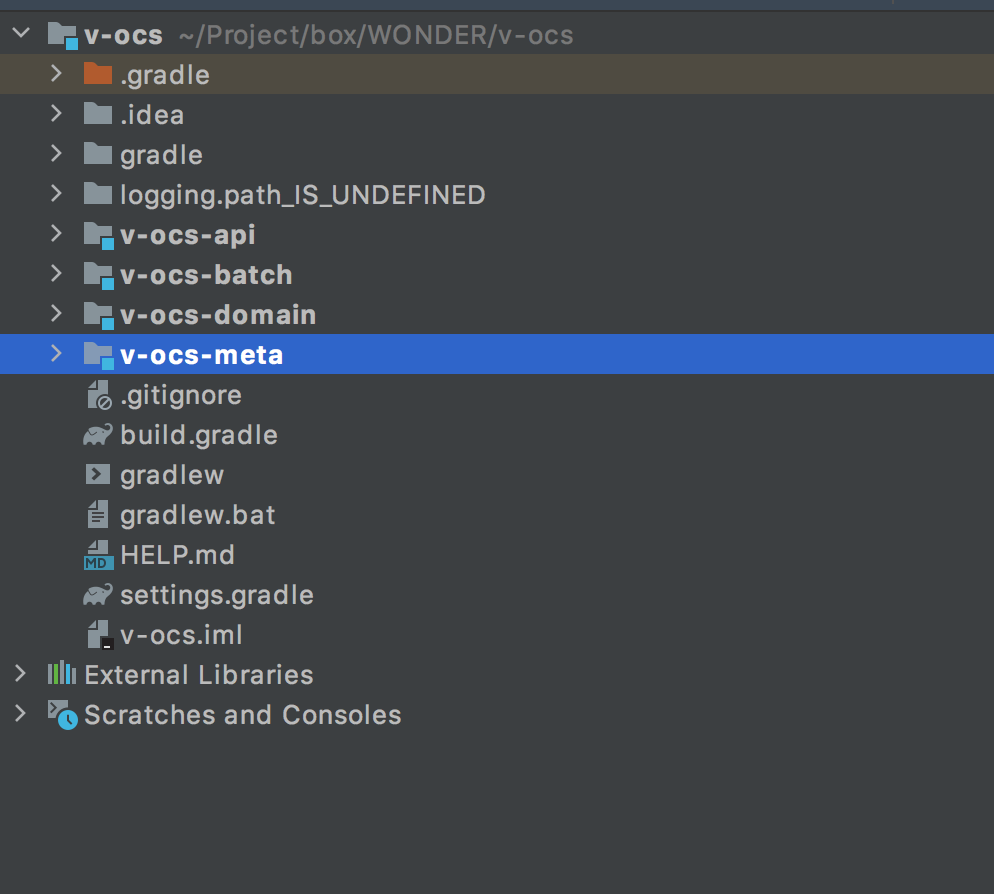 v-ocs ~/Project/box/WONDER/v-ocs
.gradle
.idea
gradle
logging.path_IS_UNDEFINED
v-ocs-api
v-ocs-batch
v-ocs-domain
v-ocs-meta
.gitignore
build.gradle
gradlew
gradlew.bat
MD HELP.md
settings.gradle
v-ocs.iml
External Libraries
Scratches and Consoles